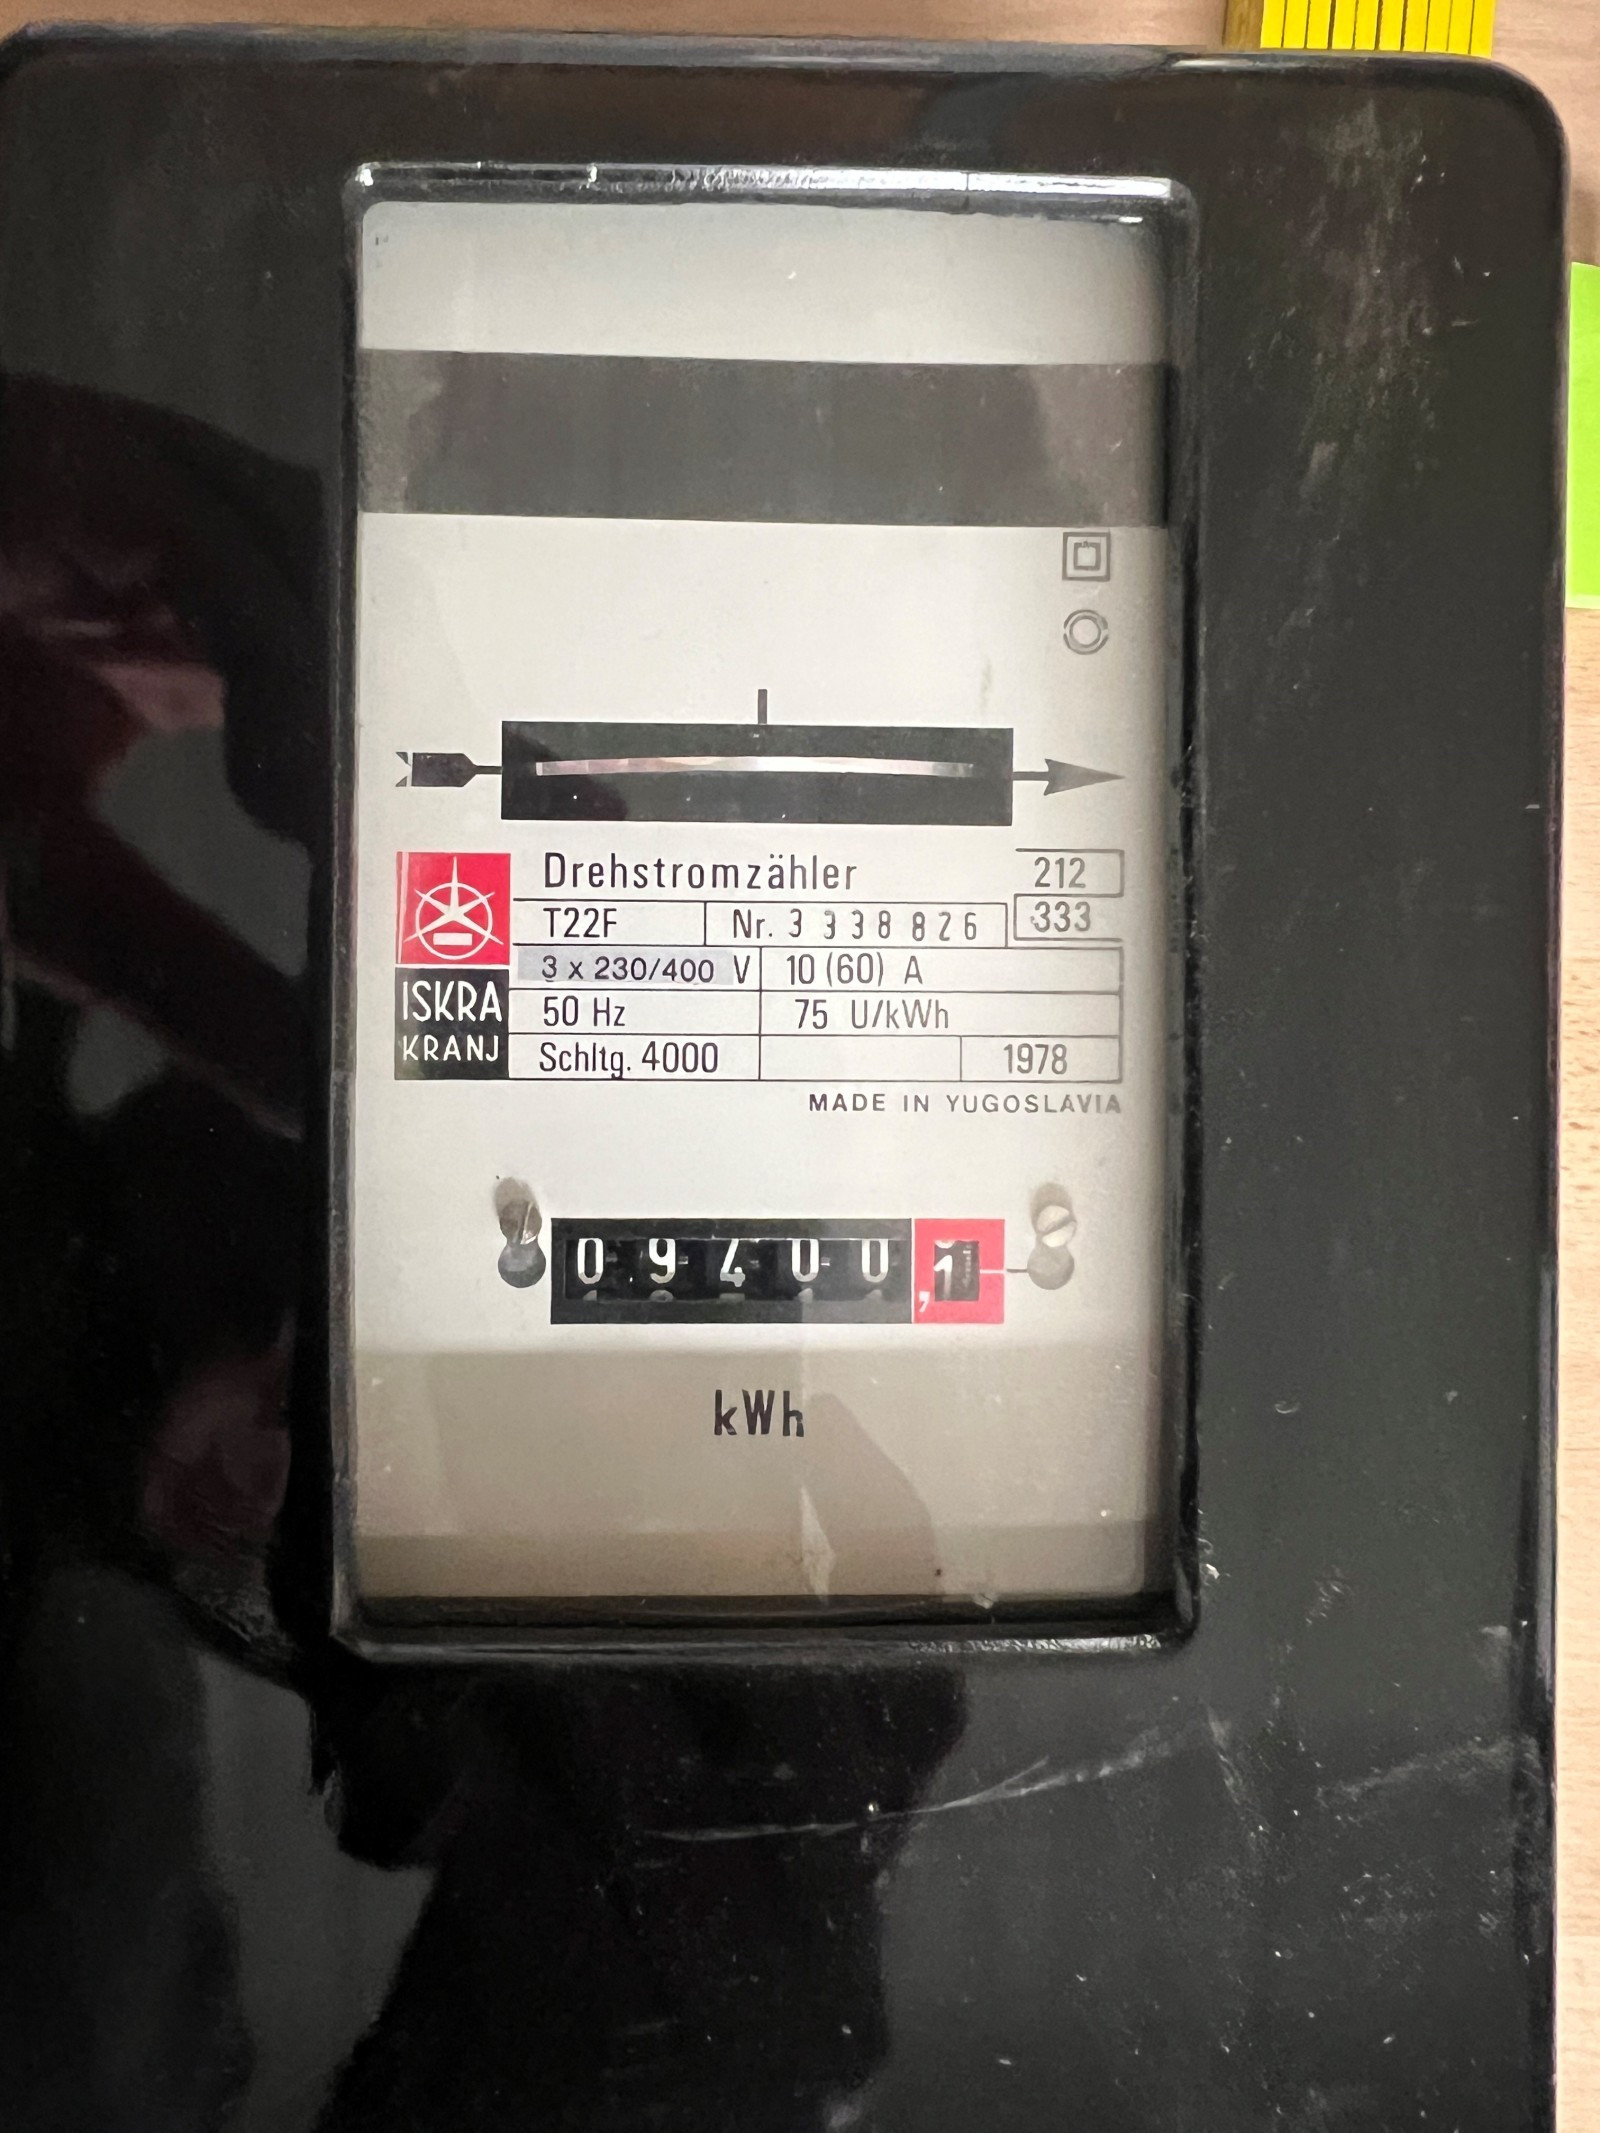 Drehstromzähler 212
T22F Nr. 3338826 333
3 x 230/400 V 10 (60) A
ISKRA 50 Hz 75 U/kWh
KRANJ Schltg. 4000 1978
MADE IN YUGOSLAVIA
09400,1
kWh